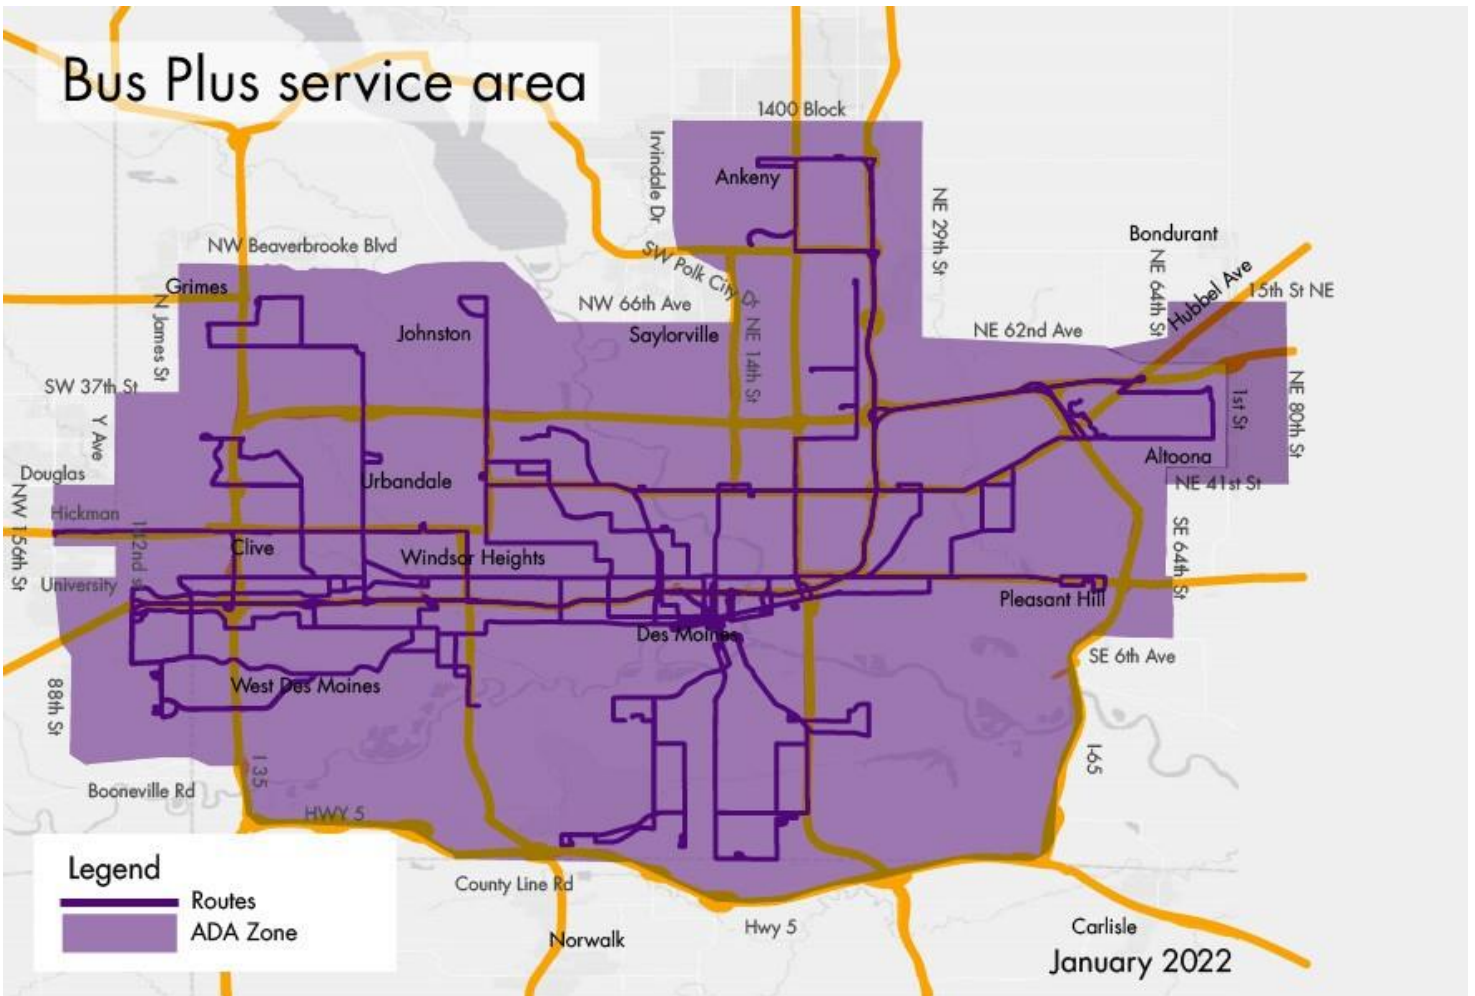 Bus Plus service area
1400 Block
Irvindale Dr
Ankeny
NE 29th St
Bondurant
NW Beaverbrooke Blvd
SW Polk City Dr
NE 64th St
Hubbel Ave
15th St NE
Grimes
N James St
NW 66th Ave
Johnston
Saylorville
NE 14th St
NE 62nd Ave
SW 37th St
Y Ave
1st St
NE 80th St
Douglas
Urbandale
Altoona
NE 41st St
NW 156th St
Hickman
142nd st
Clive
Windsor Heights
SE 64th St
University
Pleasant Hill
Des Moines
SE 6th Ave
88th St
West Des Moines
I-65
I 35
Booneville Rd
HWY 5
Legend
Routes
ADA Zone
County Line Rd
Norwalk
Hwy 5
Carlisle
January 2022